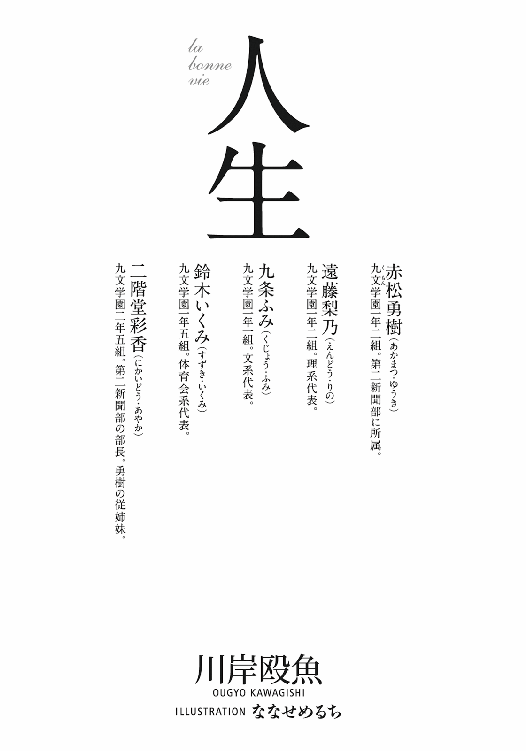 la
bonne
vie
人生
赤松勇樹(あかまつ・ゆうき)
九文学園一年二組。第二新聞部に所属。
くもん
遠藤梨乃(えんどう・りの)
九文学園一年二組。理系代表。
九条ふみ(くじょう・ふみ)
九文学園一年一組。文系代表。
鈴木いくみ(すずき・いくみ)
九文学園一年五組。体育会系代表。
二階堂彩香(にかいどう・あやか)
九文学園二年五組。第二新聞部の部長。勇樹の従姉妹。
川岸殴魚
OUGYO KAWAGISHI
ILLUSTRATION ななせめるち